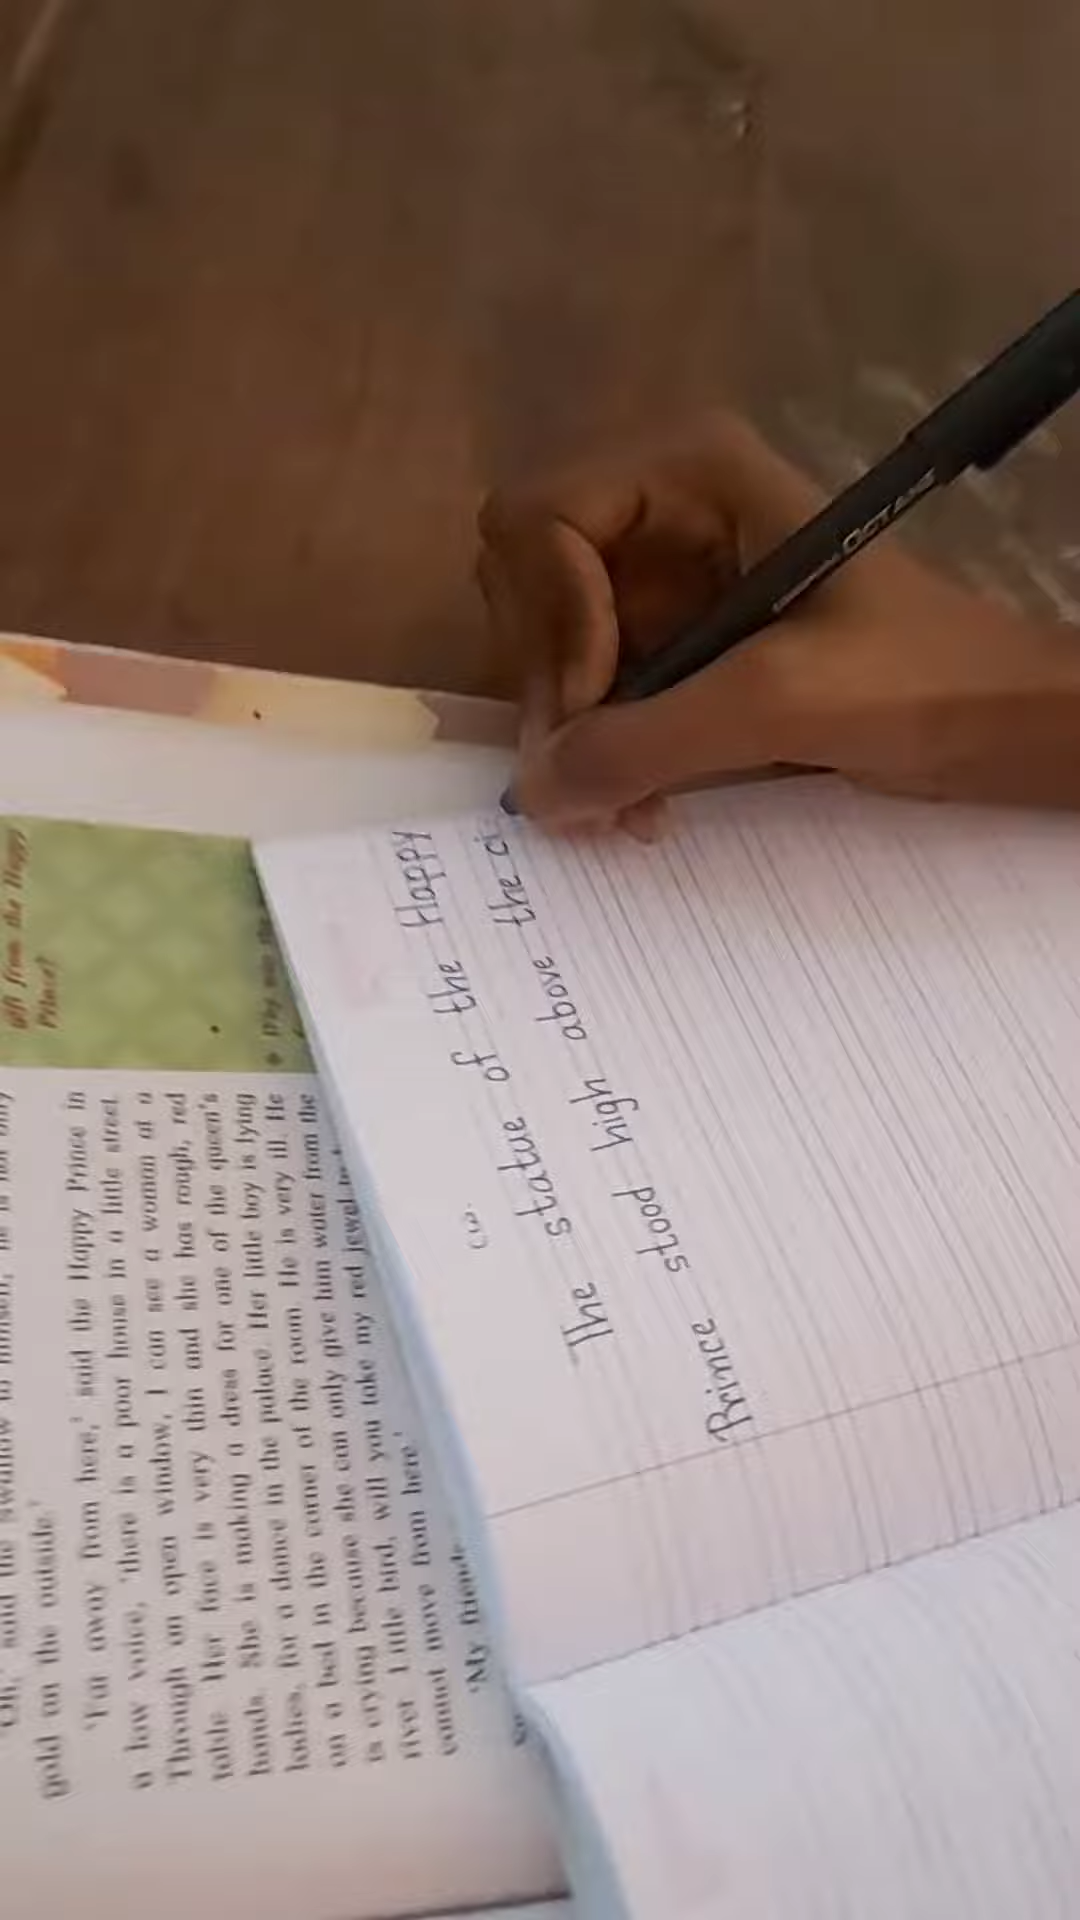 gift from the Happy
Prince?
Why was the
gold on the outside.'
'Far away from here,' said the Happy Prince in
a low voice, 'there is a poor house in a little street.
Through an open window, I can see a woman at a
table. Her face is very thin and she has rough, red
hands. She is making a dress for one of the queen's
ladies, for a dance in the palace. Her little boy is lying
on a bed in the corner of the room. He is very ill. He
is crying because she can only give him water from the
river. Little bird, will you take my red jewel to
cannot move from here.'
'My friends
The statue of the Happy
Prince stood high above the ci
OCTANE